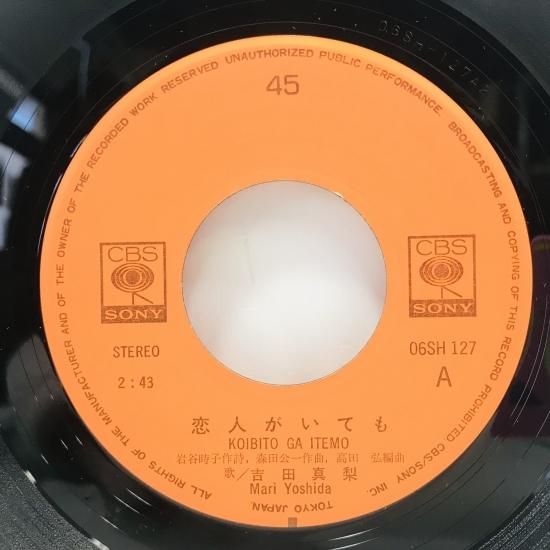 ALL RIGHTS OF THE MANUFACTURER AND OF THE OWNER OF THE RECORDED WORK RESERVED UNAUTHORIZED PUBLIC PERFORMANCE. BROADCASTING AND COPYING OF THIS RECORD PROHIBITED CBS/SONY INC. TOKYO JAPAN.
45
CBS
SONY
CBS
SONY
STEREO
06SH 127
2:43
A
恋人がいても
KOIBITO GA ITEMO
岩谷時子作詩, 森田公一作曲, 高田 弘編曲
歌/吉田真梨
Mari Yoshida